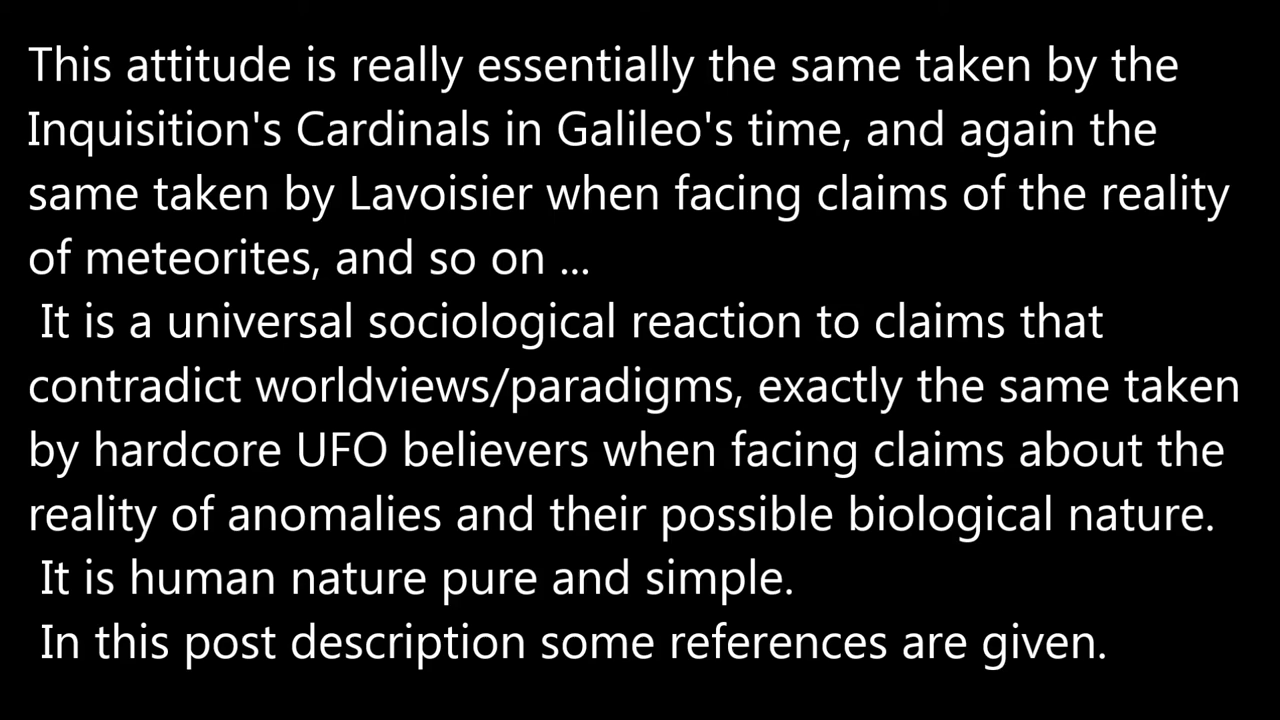 This attitude is really essentially the same taken by the
Inquisition's Cardinals in Galileo's time, and again the
same taken by Lavoisier when facing claims of the reality
of meteorites, and so on ...
It is a universal sociological reaction to claims that
contradict worldviews/paradigms, exactly the same taken
by hardcore UFO believers when facing claims about the
reality of anomalies and their possible biological nature.
It is human nature pure and simple.
In this post description some references are given.